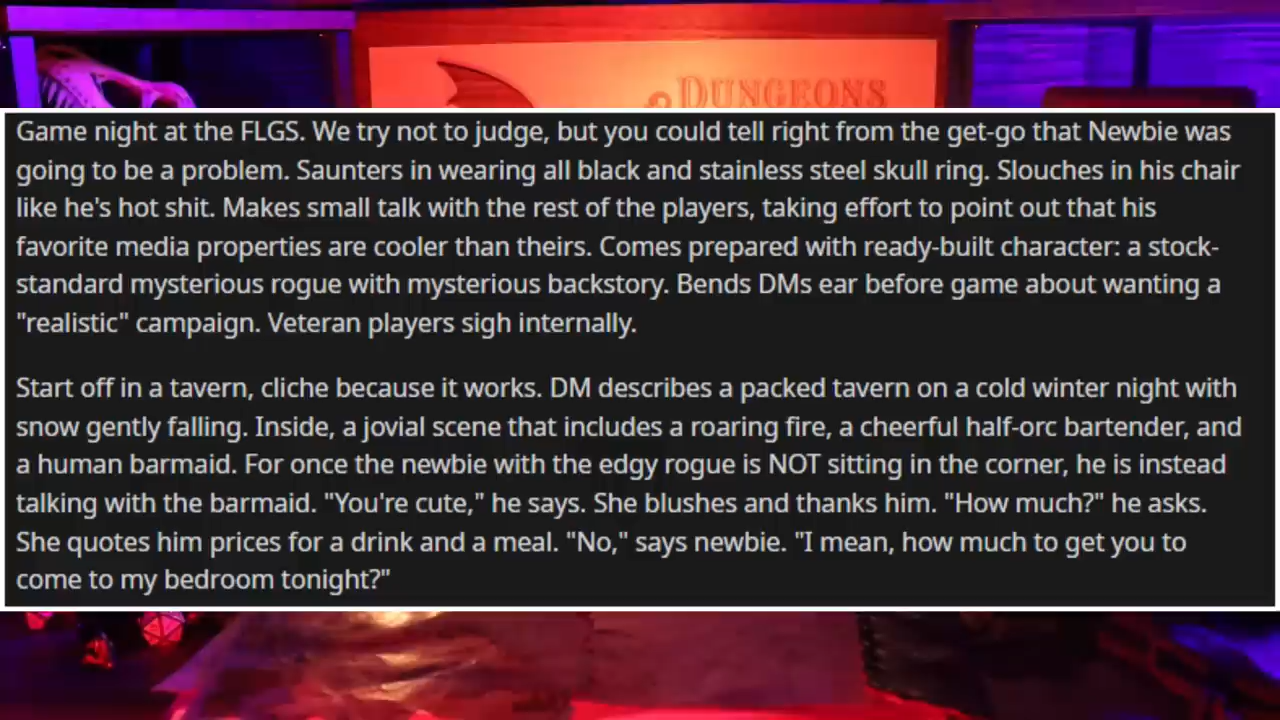 DUNGEONS
Game night at the FLGS. We try not to judge, but you could tell right from the get-go that Newbie was
going to be a problem. Saunters in wearing all black and stainless steel skull ring. Slouches in his chair
like he's hot shit. Makes small talk with the rest of the players, taking effort to point out that his
favorite media properties are cooler than theirs. Comes prepared with ready-built character: a stock-
standard mysterious rogue with mysterious backstory. Bends DMs ear before game about wanting a
"realistic" campaign. Veteran players sigh internally.
Start off in a tavern, cliche because it works. DM describes a packed tavern on a cold winter night with
snow gently falling. Inside, a jovial scene that includes a roaring fire, a cheerful half-orc bartender, and
a human barmaid. For once the newbie with the edgy rogue is NOT sitting in the corner, he is instead
talking with the barmaid. "You're cute," he says. She blushes and thanks him. "How much?" he asks.
She quotes him prices for a drink and a meal. "No," says newbie. "I mean, how much to get you to
come to my bedroom tonight?"